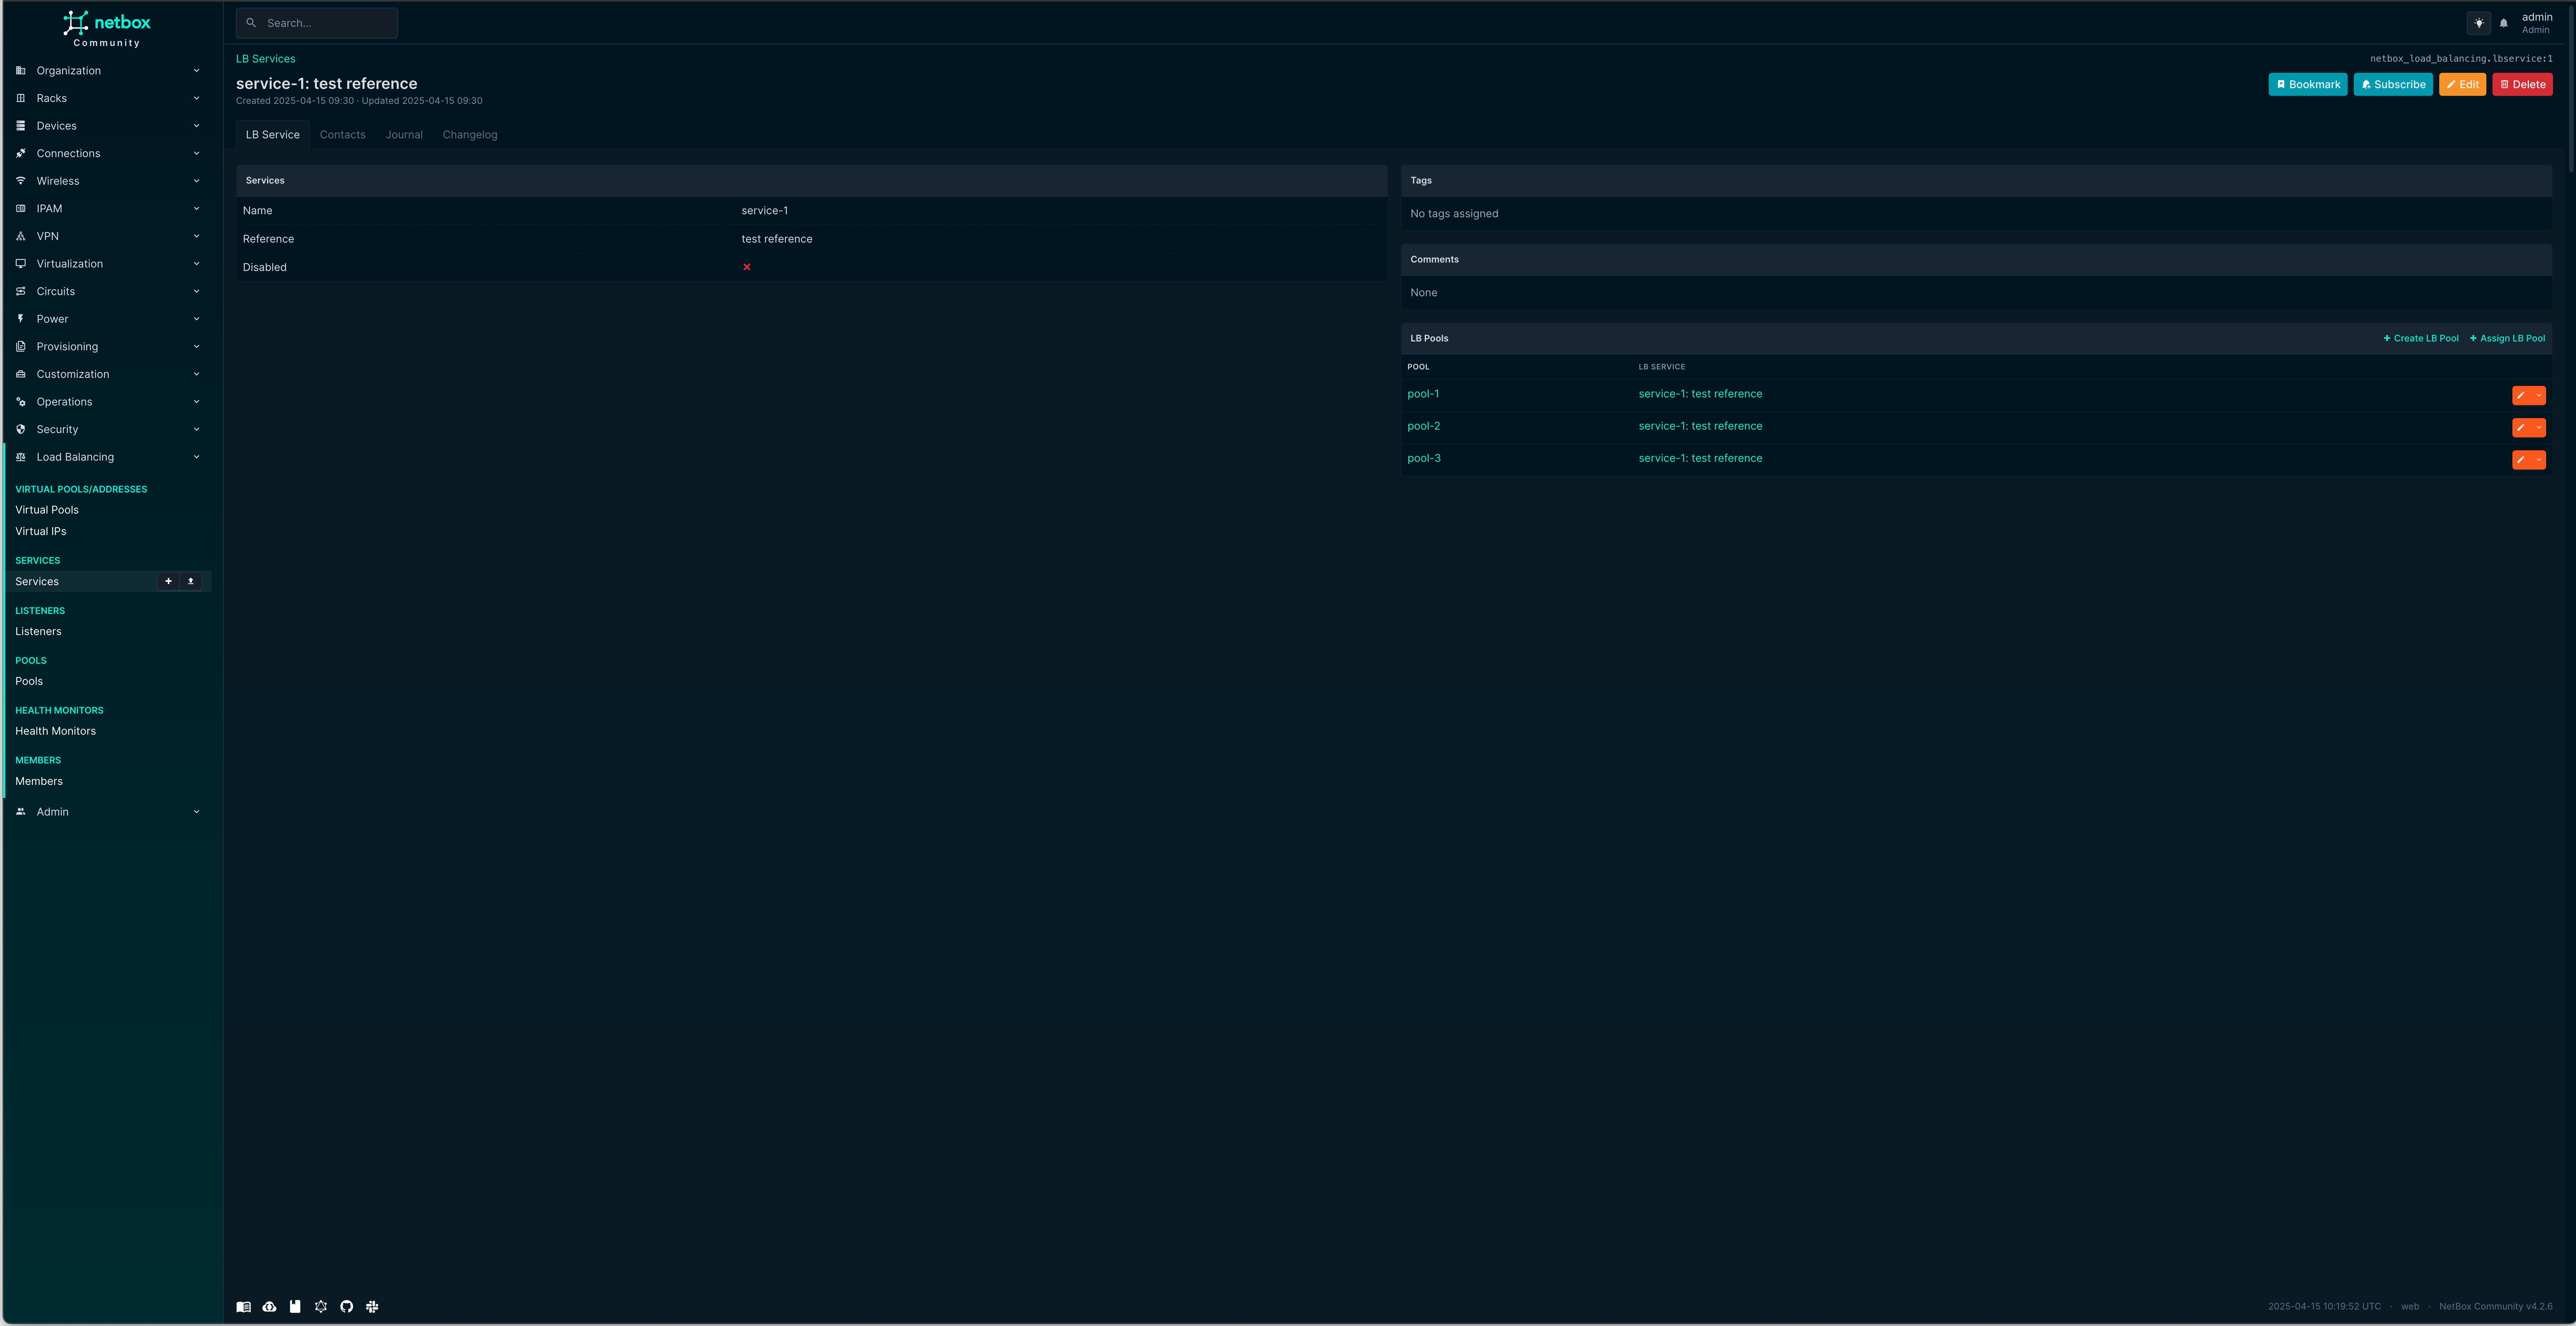 netbox
Community
Search...
admin
Admin
Organization
Racks
Devices
Connections
Wireless
IPAM
VPN
Virtualization
Circuits
Power
Provisioning
Customization
Operations
Security
Load Balancing
VIRTUAL POOLS/ADDRESSES
Virtual Pools
Virtual IPs
SERVICES
Services
LISTENERS
Listeners
POOLS
Pools
HEALTH MONITORS
Health Monitors
MEMBERS
Members
Admin
LB Services
netbox_load_balancing.lbservice:1
service-1: test reference
Created 2025-04-15 09:30 · Updated 2025-04-15 09:30
Bookmark Subscribe Edit Delete
LB Service Contacts Journal Changelog
Services
Name service-1
Reference test reference
Disabled
Tags
No tags assigned
Comments
None
LB Pools + Create LB Pool + Assign LB Pool
POOL LB SERVICE
pool-1 service-1: test reference
pool-2 service-1: test reference
pool-3 service-1: test reference
2025-04-15 10:19:52 UTC · web · NetBox Community v4.2.6